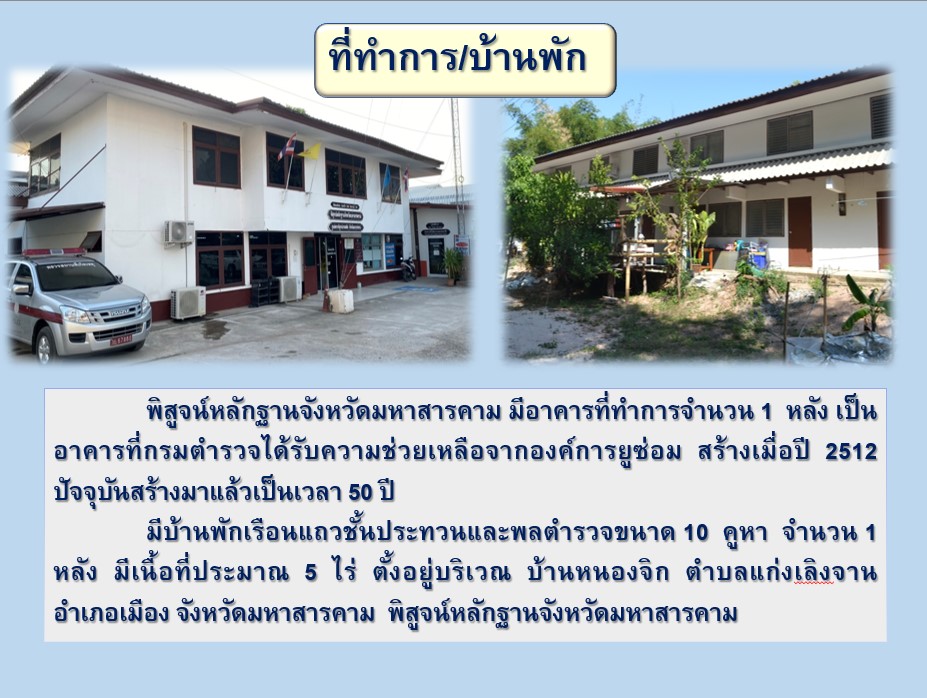 ที่ทำการ/บ้านพัก
พิสูจน์หลักฐานจังหวัดมหาสารคาม มีอาคารที่ทำการจำนวน 1 หลัง เป็น
อาคารที่กรมตำรวจได้รับความช่วยเหลือจากองค์การยูซ่อม สร้างเมื่อปี 2512
ปัจจุบันสร้างมาแล้วเป็นเวลา 50 ปี
มีบ้านพักเรือนแถวชั้นประทวนและพลตำรวจขนาด 10 คูหา จำนวน 1
หลัง มีเนื้อที่ประมาณ 5 ไร่ ตั้งอยู่บริเวณ บ้านหนองจิก ตำบลแก่งเลิงจาน
อำเภอเมือง จังหวัดมหาสารคาม พิสูจน์หลักฐานจังหวัดมหาสารคาม